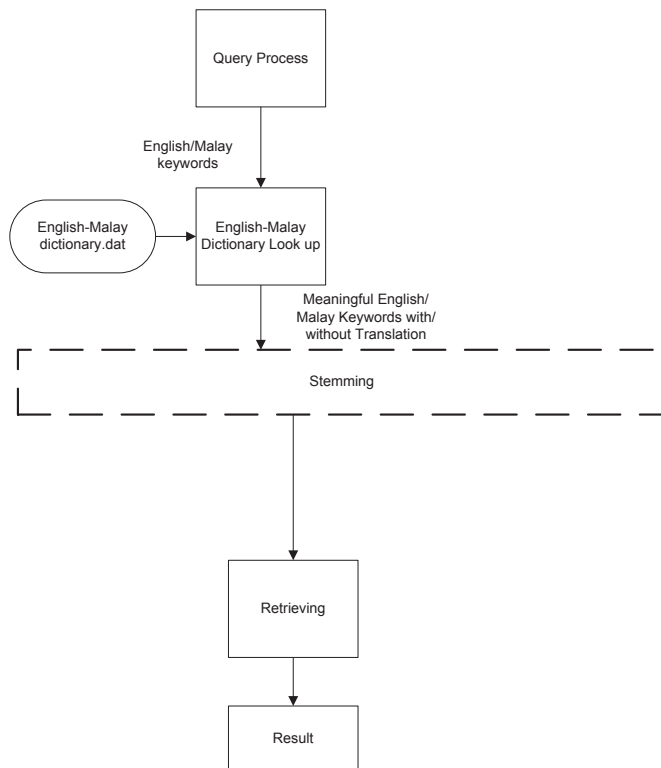 Query Process
English/Malay
keywords
English-Malay
dictionary.dat
English-Malay
Dictionary Look up
Meaningful English/
Malay Keywords with/
without Translation
Stemming
Retrieving
Result